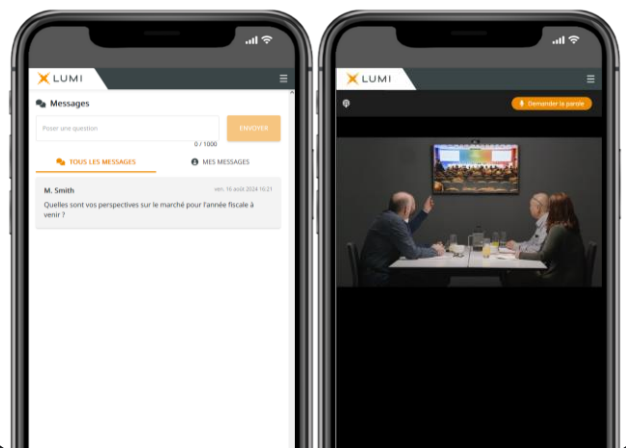 LUMI
Messages
Poser une question
ENVOYER
0 / 1000
TOUS LES MESSAGES
MES MESSAGES
M. Smith
ven. 16 août 2024 16:21
Quelles sont vos perspectives sur le marché pour l'année fiscale à
venir ?
LUMI
Demander la parole